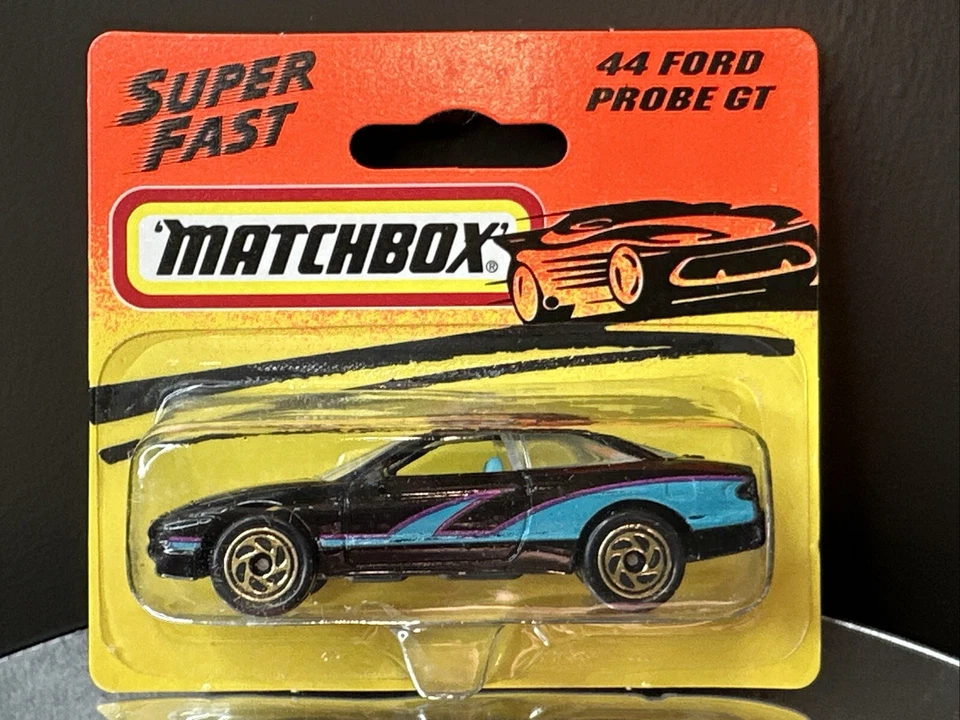 SUPER
FAST
44 FORD
PROBE GT
'MATCHBOX'®